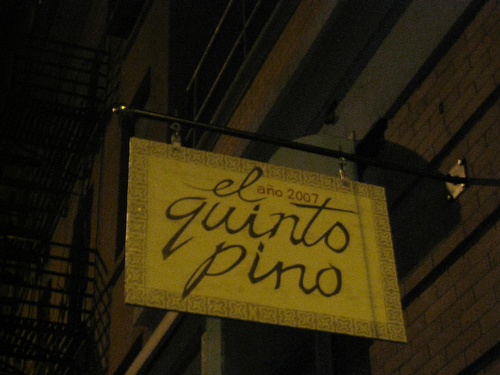 el
año 2007
quinto
pino